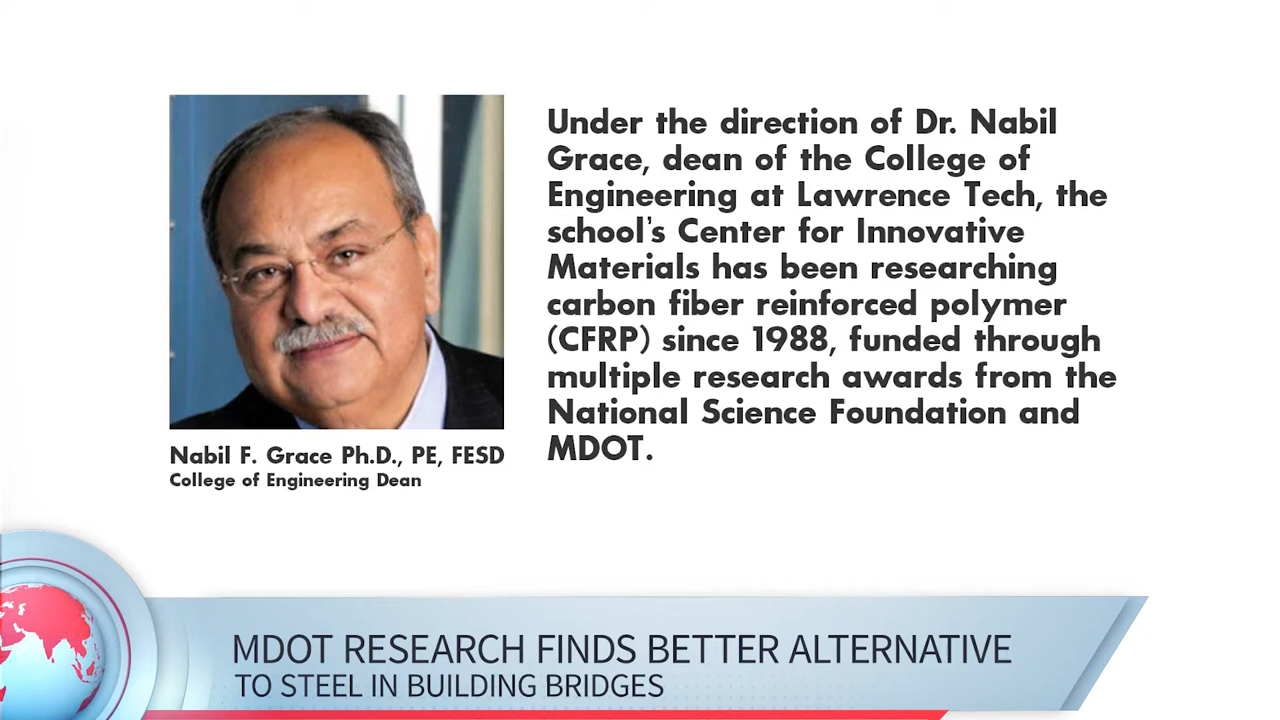 Under the direction of Dr. Nabil
Grace, dean of the College of
Engineering at Lawrence Tech, the
school's Center for Innovative
Materials has been researching
carbon fiber reinforced polymer
(CFRP) since 1988, funded through
multiple research awards from the
National Science Foundation and
MDOT.
Nabil F. Grace Ph.D., PE, FESD
College of Engineering Dean
MDOT RESEARCH FINDS BETTER ALTERNATIVE
TO STEEL IN BUILDING BRIDGES